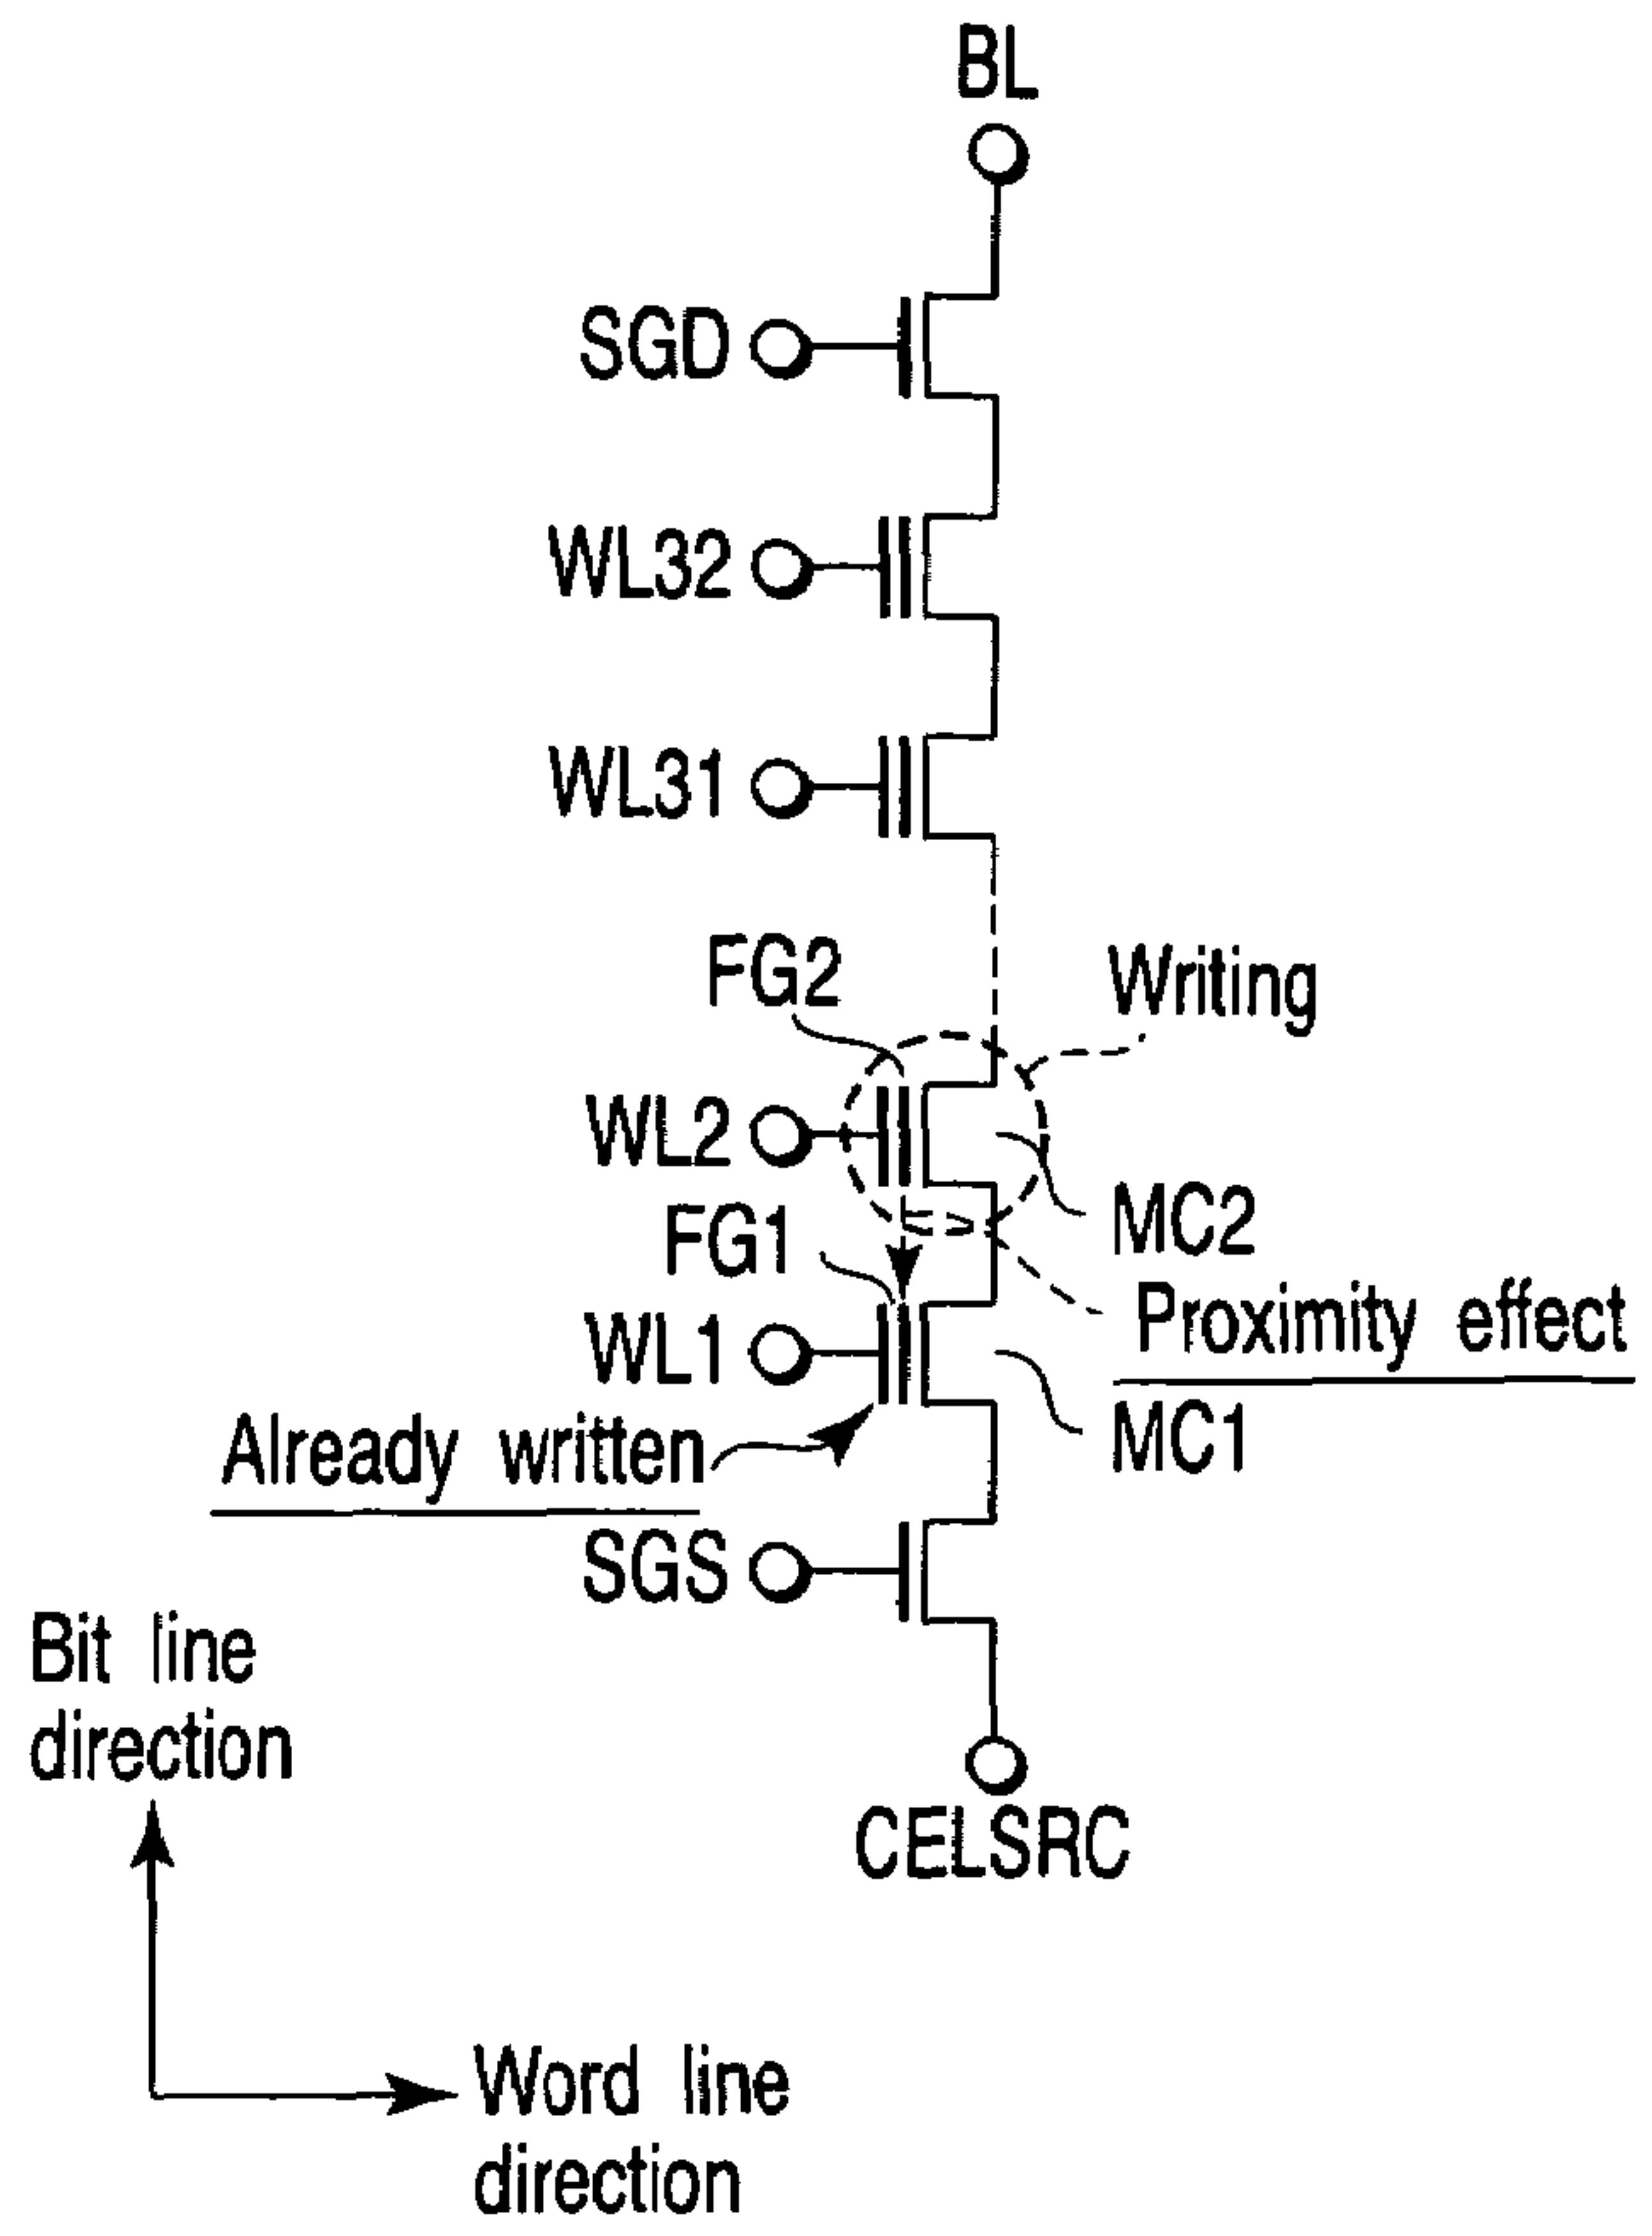 BL
SGD
WL32
WL31
FG2
Writing
WL2
MC2
FG1
Proximity effect
WL1
MC1
Already written
SGS
Bit line
direction
CELSRC
Word line
direction